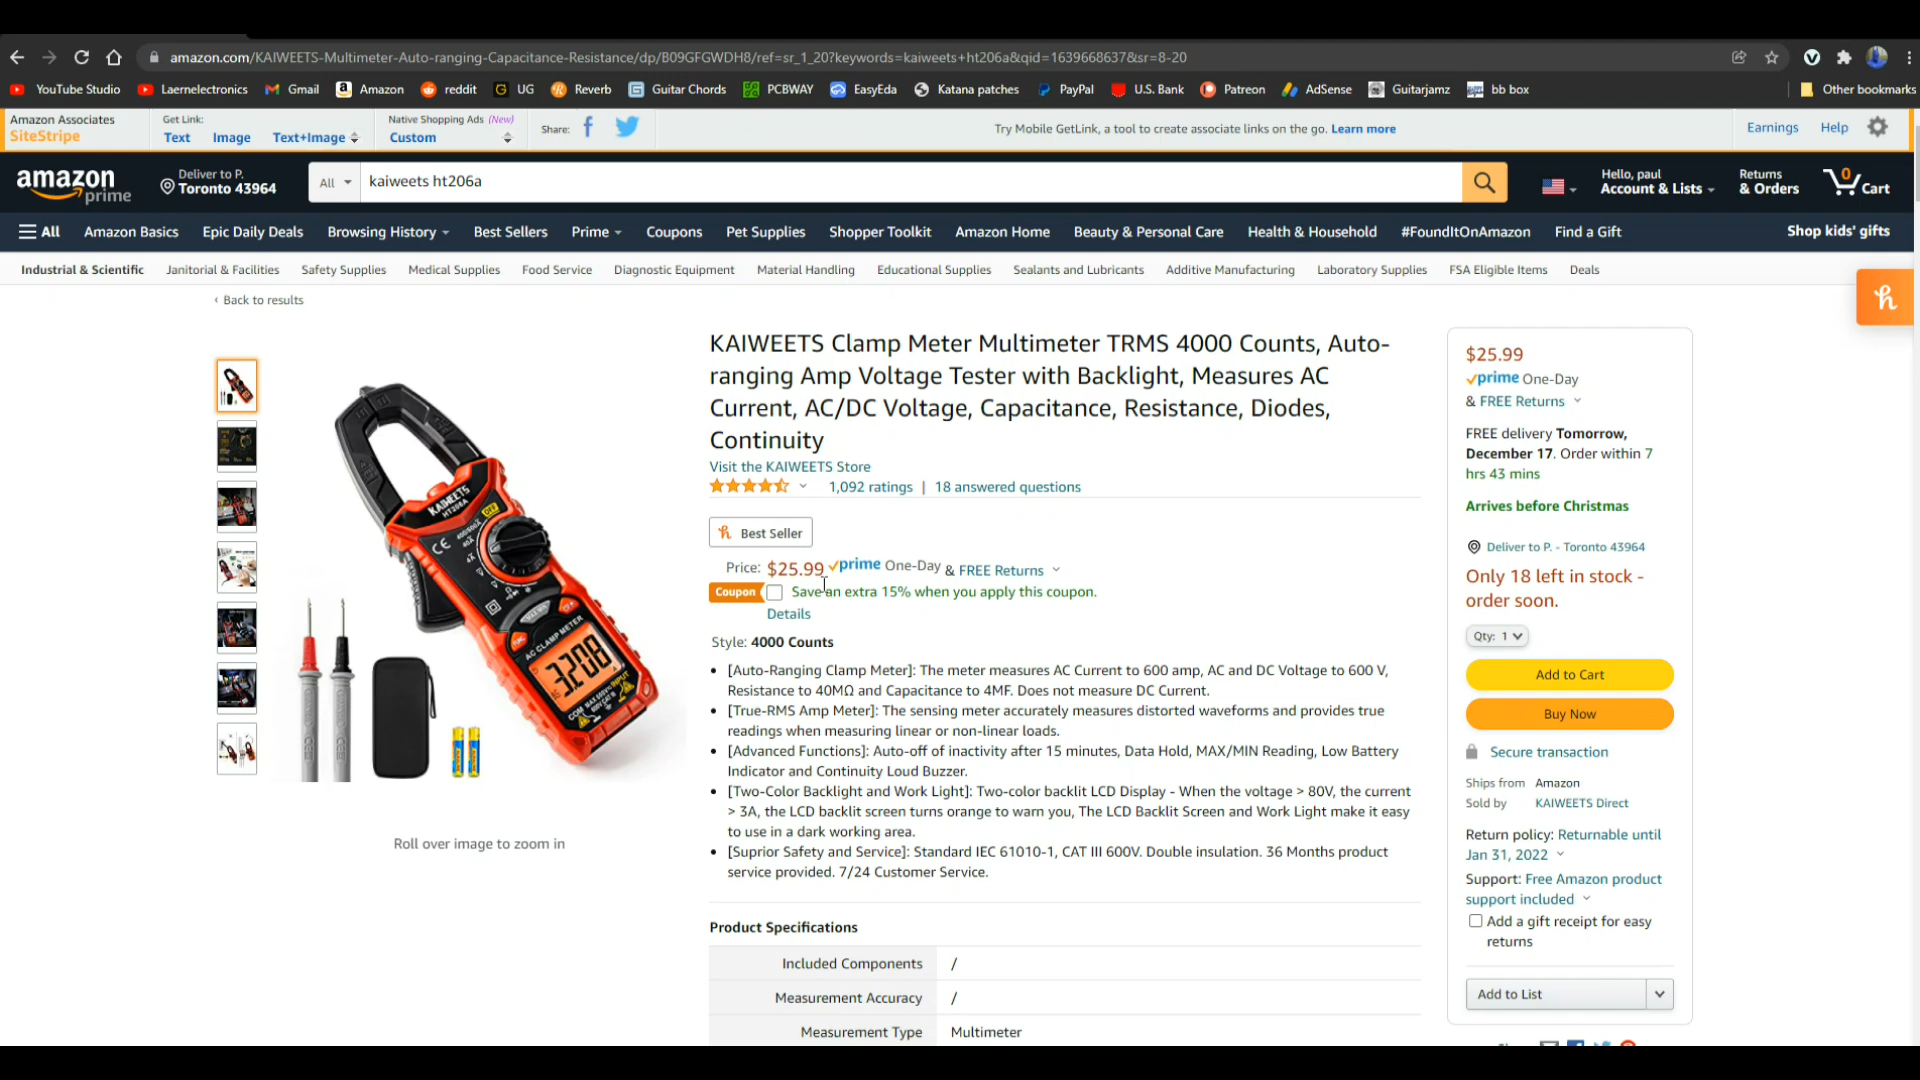 amazon.com/KAIWEETS-Multimeter-Auto-ranging-Capacitance-Resistance/dp/B09GFGWDH8/ref=sr_1_20?keywords=kaiweets+ht206a&qid=1639668637&sr=8-20
YouTube Studio Laernelectronics Gmail Amazon reddit UG Reverb Guitar Chords PCBWAY EasyEda Katana patches PayPal U.S. Bank Patreon AdSense Guitarjamz bb box Other bookmarks
Amazon Associates
SiteStripe
Get Link:
Text Image Text+Image
Native Shopping Ads (New)
Custom
Share:
Try Mobile GetLink, a tool to create associate links on the go. Learn more
Earnings Help
amazon prime
Deliver to P.
Toronto 43964
All kaiweets ht206a
Hello, paul
Account & Lists
Returns
& Orders
0 Cart
All Amazon Basics Epic Daily Deals Browsing History Best Sellers Prime Coupons Pet Supplies Shopper Toolkit Amazon Home Beauty & Personal Care Health & Household #FoundItOnAmazon Find a Gift Shop kids' gifts
Industrial & Scientific Janitorial & Facilities Safety Supplies Medical Supplies Food Service Diagnostic Equipment Material Handling Educational Supplies Sealants and Lubricants Additive Manufacturing Laboratory Supplies FSA Eligible Items Deals
‹ Back to results
KAIWEETS
HT206A
OFF
AC CLAMP METER
3.208
INPUT
COM
Roll over image to zoom in
KAIWEETS Clamp Meter Multimeter TRMS 4000 Counts, Auto-
ranging Amp Voltage Tester with Backlight, Measures AC
Current, AC/DC Voltage, Capacitance, Resistance, Diodes,
Continuity
Visit the KAIWEETS Store
1,092 ratings | 18 answered questions
Best Seller
Price: $25.99 prime One-Day & FREE Returns
Coupon Save an extra 15% when you apply this coupon.
Details
Style: 4000 Counts
• [Auto-Ranging Clamp Meter]: The meter measures AC Current to 600 amp, AC and DC Voltage to 600 V,
Resistance to 40MΩ and Capacitance to 4MF. Does not measure DC Current.
• [True-RMS Amp Meter]: The sensing meter accurately measures distorted waveforms and provides true
readings when measuring linear or non-linear loads.
• [Advanced Functions]: Auto-off of inactivity after 15 minutes, Data Hold, MAX/MIN Reading, Low Battery
Indicator and Continuity Loud Buzzer.
• [Two-Color Backlight and Work Light]: Two-color backlit LCD Display - When the voltage > 80V, the current
> 3A, the LCD backlit screen turns orange to warn you, The LCD Backlit Screen and Work Light make it easy
to use in a dark working area.
• [Suprior Safety and Service]: Standard IEC 61010-1, CAT III 600V. Double insulation. 36 Months product
service provided. 7/24 Customer Service.
Product Specifications
Included Components /
Measurement Accuracy /
Measurement Type Multimeter
$25.99
prime One-Day
& FREE Returns
FREE delivery Tomorrow,
December 17. Order within 7
hrs 43 mins
Arrives before Christmas
Deliver to P. - Toronto 43964
Only 18 left in stock -
order soon.
Qty: 1
Add to Cart
Buy Now
Secure transaction
Ships from Amazon
Sold by KAIWEETS Direct
Return policy: Returnable until
Jan 31, 2022
Support: Free Amazon product
support included
Add a gift receipt for easy
returns
Add to List